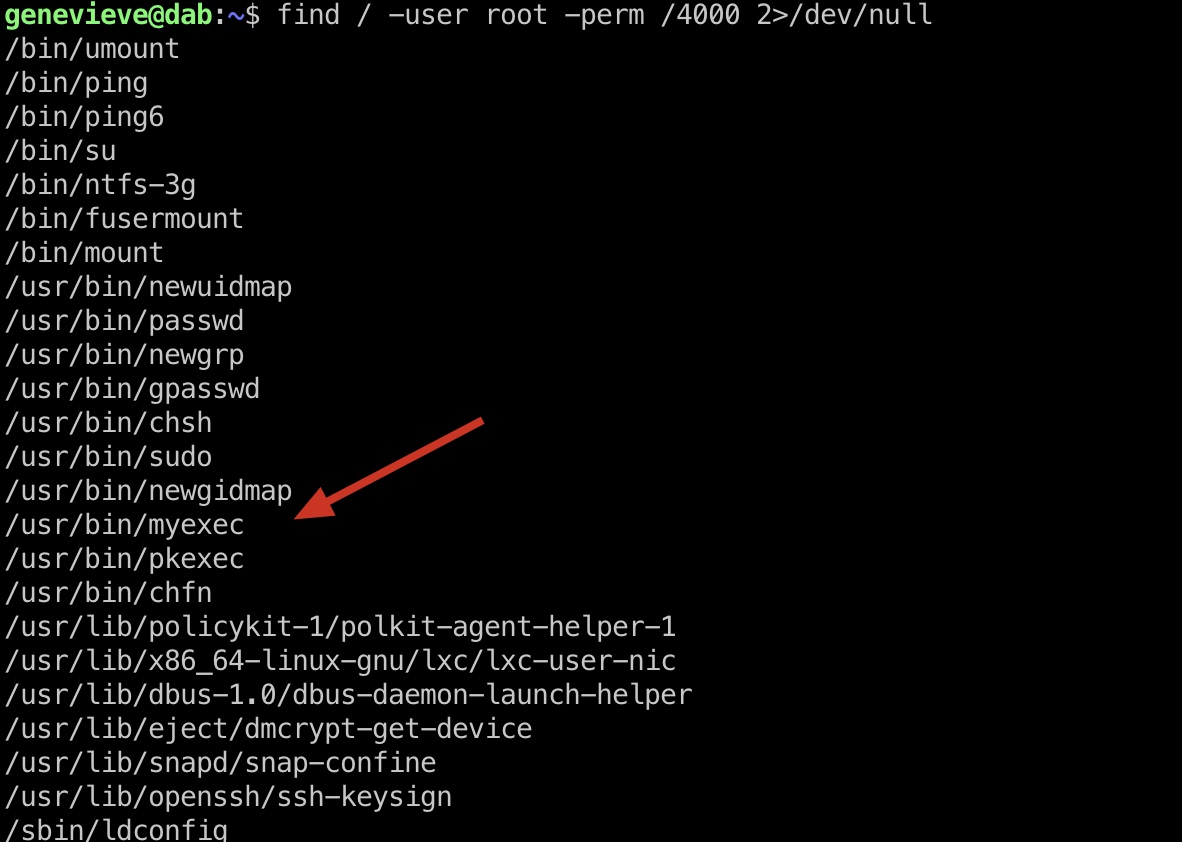 genevieve@dab:~$ find / -user root -perm /4000 2>/dev/null
/bin/umount
/bin/ping
/bin/ping6
/bin/su
/bin/ntfs-3g
/bin/fusermount
/bin/mount
/usr/bin/newuidmap
/usr/bin/passwd
/usr/bin/newgrp
/usr/bin/gpasswd
/usr/bin/chsh
/usr/bin/sudo
/usr/bin/newgidmap
/usr/bin/myexec
/usr/bin/pkexec
/usr/bin/chfn
/usr/lib/policykit-1/polkit-agent-helper-1
/usr/lib/x86_64-linux-gnu/lxc/lxc-user-nic
/usr/lib/dbus-1.0/dbus-daemon-launch-helper
/usr/lib/eject/dmcrypt-get-device
/usr/lib/snapd/snap-confine
/usr/lib/openssh/ssh-keysign
/sbin/ldconfig